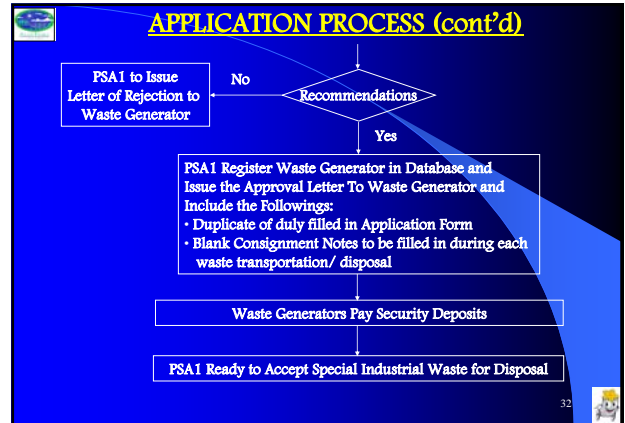 APPLICATION PROCESS (cont'd)
PSA1 to Issue
Letter of Rejection to
Waste Generator
No
Recommendations
Yes
PSA1 Register Waste Generator in Database and
Issue the Approval Letter To Waste Generator and
Include the Followings:
• Duplicate of duly filled in Application Form
• Blank Consignment Notes to be filled in during each
waste transportation/ disposal
Waste Generators Pay Security Deposits
PSA1 Ready to Accept Special Industrial Waste for Disposal
32